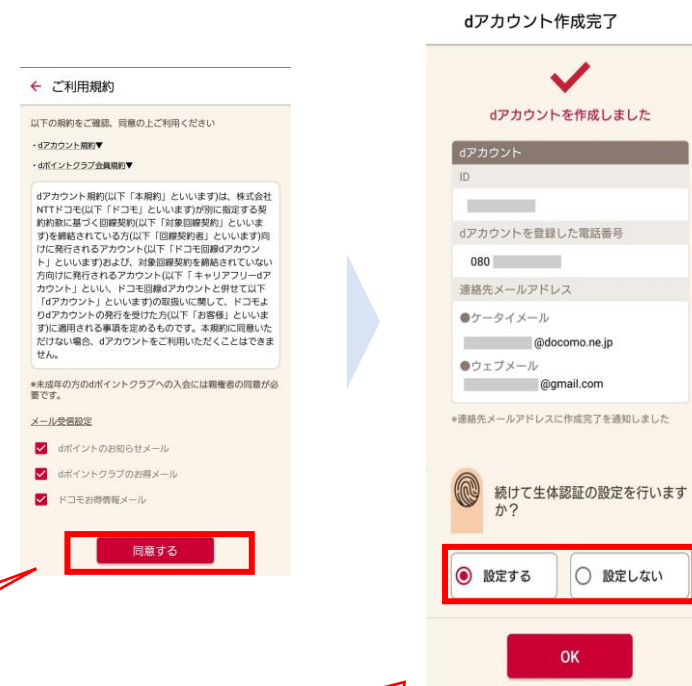 ← ご利用規約
以下の規約をご確認、同意の上ご利用ください
・dアカウント規約▼
・dポイントクラブ会員規約▼
dアカウント規約(以下「本規約」といいます)は、株式会社
NTTドコモ(以下「ドコモ」といいます)が別に指定する契
約約款に基づく回線契約(以下「対象回線契約」といいま
す)を締結されている方(以下「回線契約者」といいます)向
けに発行されるアカウント(以下「ドコモ回線dアカウン
ト」といいます)および、対象回線契約を締結されていない
方向けに発行されるアカウント(以下「キャリアフリーdア
カウント」といい、ドコモ回線dアカウントと併せて以下
「dアカウント」といいます)の取扱いに関して、ドコモよ
りdアカウントの発行を受けた方(以下「お客様」といいま
す)に適用される事項を定めるものです。本規約に同意いた
だけない場合、dアカウントをご利用いただくことはできま
せん。
*未成年の方のdポイントクラブへの入会には親権者の同意が必
要です。
メール受信設定
dポイントのお知らせメール
dポイントクラブのお得メール
ドコモお得情報メール
同意する
dアカウント作成完了
dアカウントを作成しました
dアカウント
ID
dアカウントを登録した電話番号
080
連絡先メールアドレス
●ケータイメール
@docomo.ne.jp
●ウェブメール
@gmail.com
*連絡先メールアドレスに作成完了を通知しました
続けて生体認証の設定を行います
か?
設定する
設定しない
OK